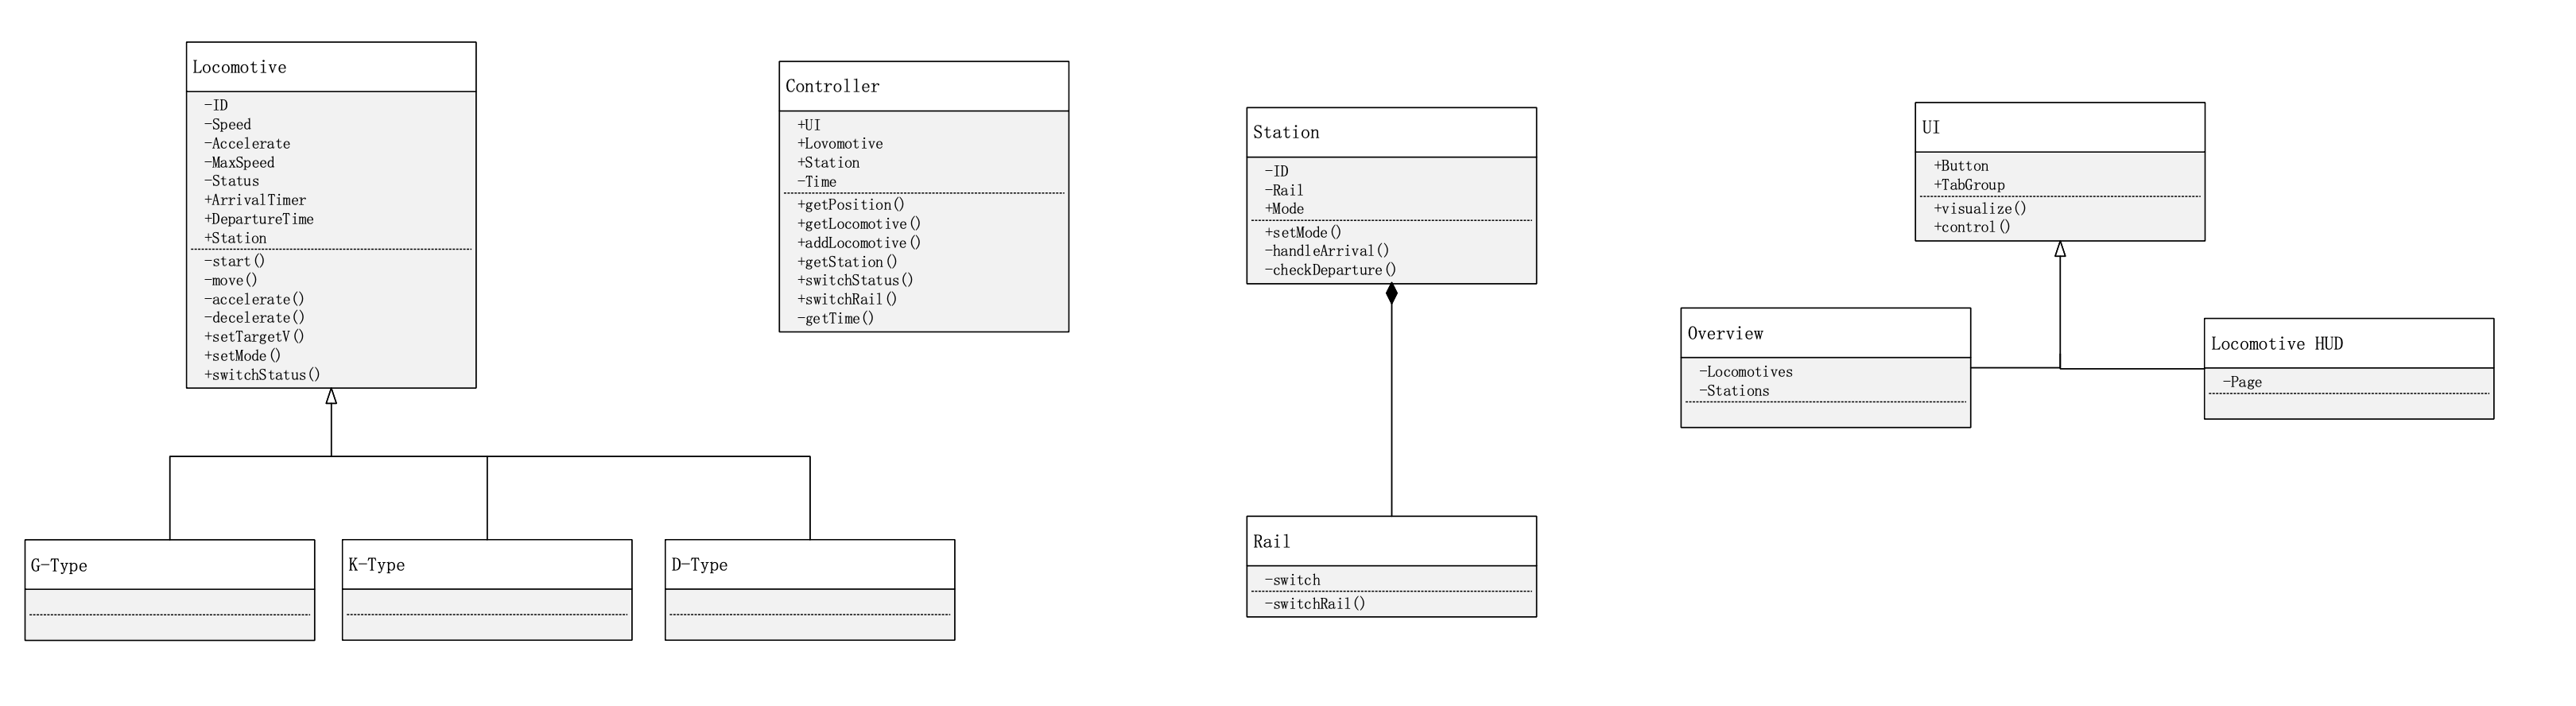 Locomotive
-ID
-Speed
-Accelerate
-MaxSpeed
-Status
+ArrivalTimer
+DepartureTime
+Station
-start()
-move()
-accelerate()
-decelerate()
+setTargetV()
+setMode()
+switchStatus()
G-Type
K-Type
D-Type
Controller
+UI
+Lovomotive
+Station
-Time
+getPosition()
+getLocomotive()
+addLocomotive()
+getStation()
+switchStatus()
+switchRail()
-getTime()
Station
-ID
-Rail
+Mode
+setMode()
-handleArrival()
-checkDeparture()
Rail
-switch
-switchRail()
UI
+Button
+TabGroup
+visualize()
+control()
Overview
-Locomotives
-Stations
Locomotive HUD
-Page